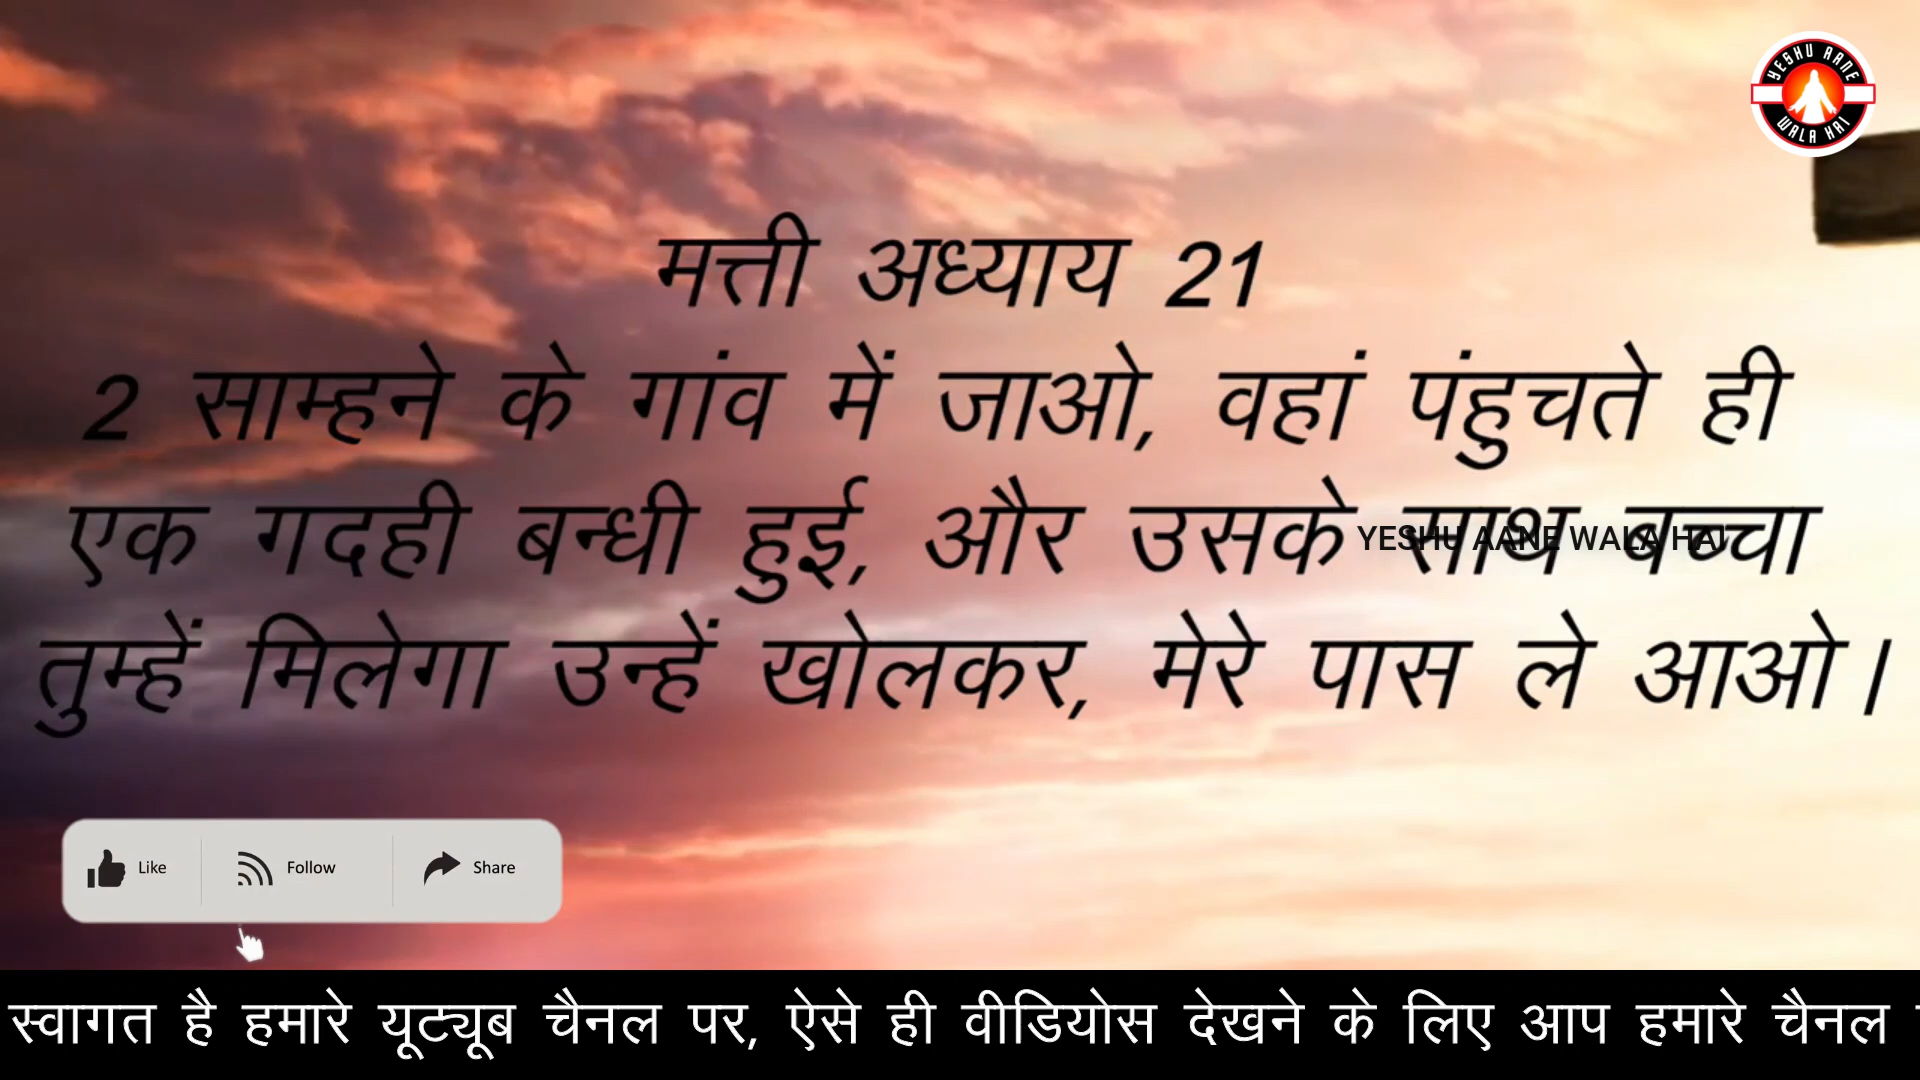 YESHU AANE
WALA HAI
मत्ती अध्याय 21
2 साम्हने के गांव में जाओ, वहां पंहुचते ही
एक गदही बन्धी हुई, और उसके साथ बच्चा
YESHU AANE WALA HAI
तुम्हें मिलेगा उन्हें खोलकर, मेरे पास ले आओ।
Like Follow Share
स्वागत है हमारे यूट्यूब चैनल पर, ऐसे ही वीडियोस देखने के लिए आप हमारे चैनल